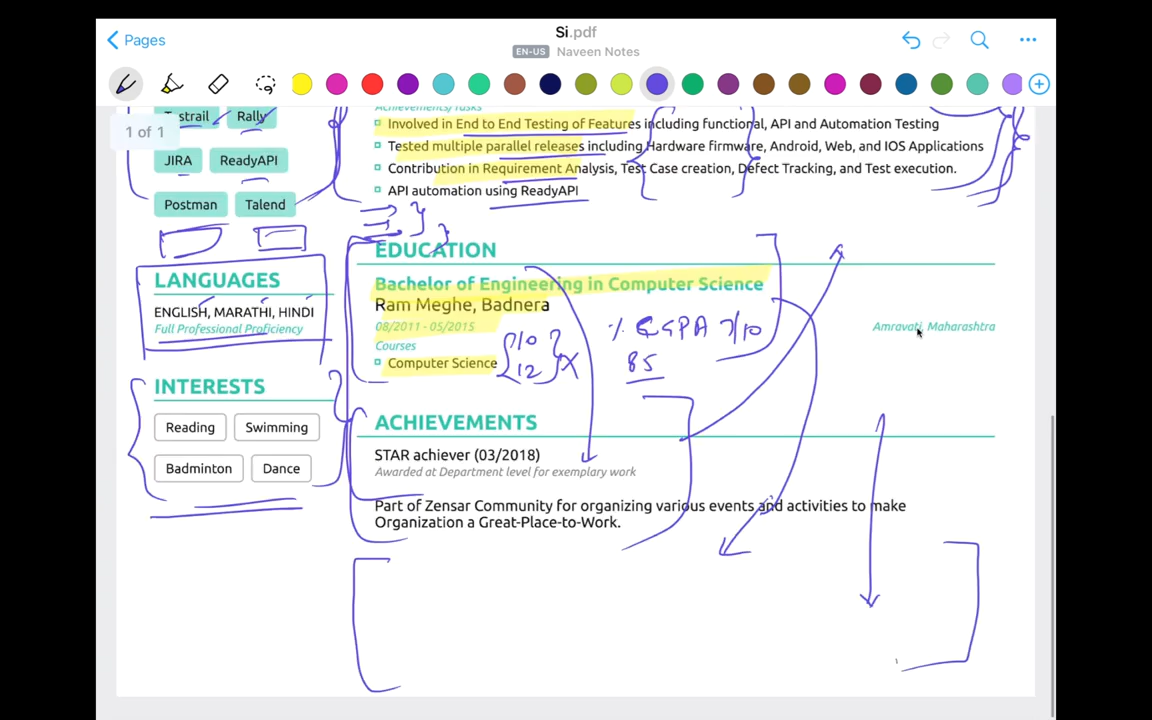 Pages
Si.pdf
EN-US Naveen Notes
1 of 1
Testrail Rally
JIRA ReadyAPI
Postman Talend
LANGUAGES
ENGLISH, MARATHI, HINDI
Full Professional Proficiency
INTERESTS
Reading Swimming
Badminton Dance
Achievements/Tasks
Involved in End to End Testing of Features including functional, API and Automation Testing
Tested multiple parallel releases including Hardware firmware, Android, Web, and IOS Applications
Contribution in Requirement Analysis, Test Case creation, Defect Tracking, and Test execution.
API automation using ReadyAPI
EDUCATION
Bachelor of Engineering in Computer Science
Ram Meghe, Badnera
08/2011 - 05/2015 Amravati, Maharashtra
Courses
Computer Science
10
12
% CGPA 7/10
85
ACHIEVEMENTS
STAR achiever (03/2018)
Awarded at Department level for exemplary work
Part of Zensar Community for organizing various events and activities to make
Organization a Great-Place-to-Work.